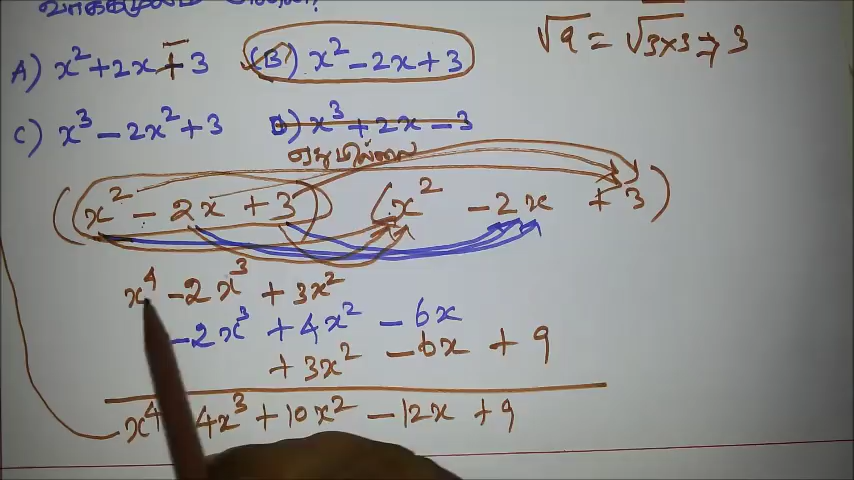 √9 = √3×3 ⇒ 3
A) x² + 2x + 3 (B) x² - 2x + 3
C) x³ - 2x² + 3 D) x³ + 2x - 3
ஏதுமில்லை
(x² - 2x + 3) (x² - 2x + 3)
x⁴ - 2x³ + 3x²
- 2x³ + 4x² - 6x
+ 3x² - 6x + 9
x⁴ 4x³ + 10x² - 12x + 9